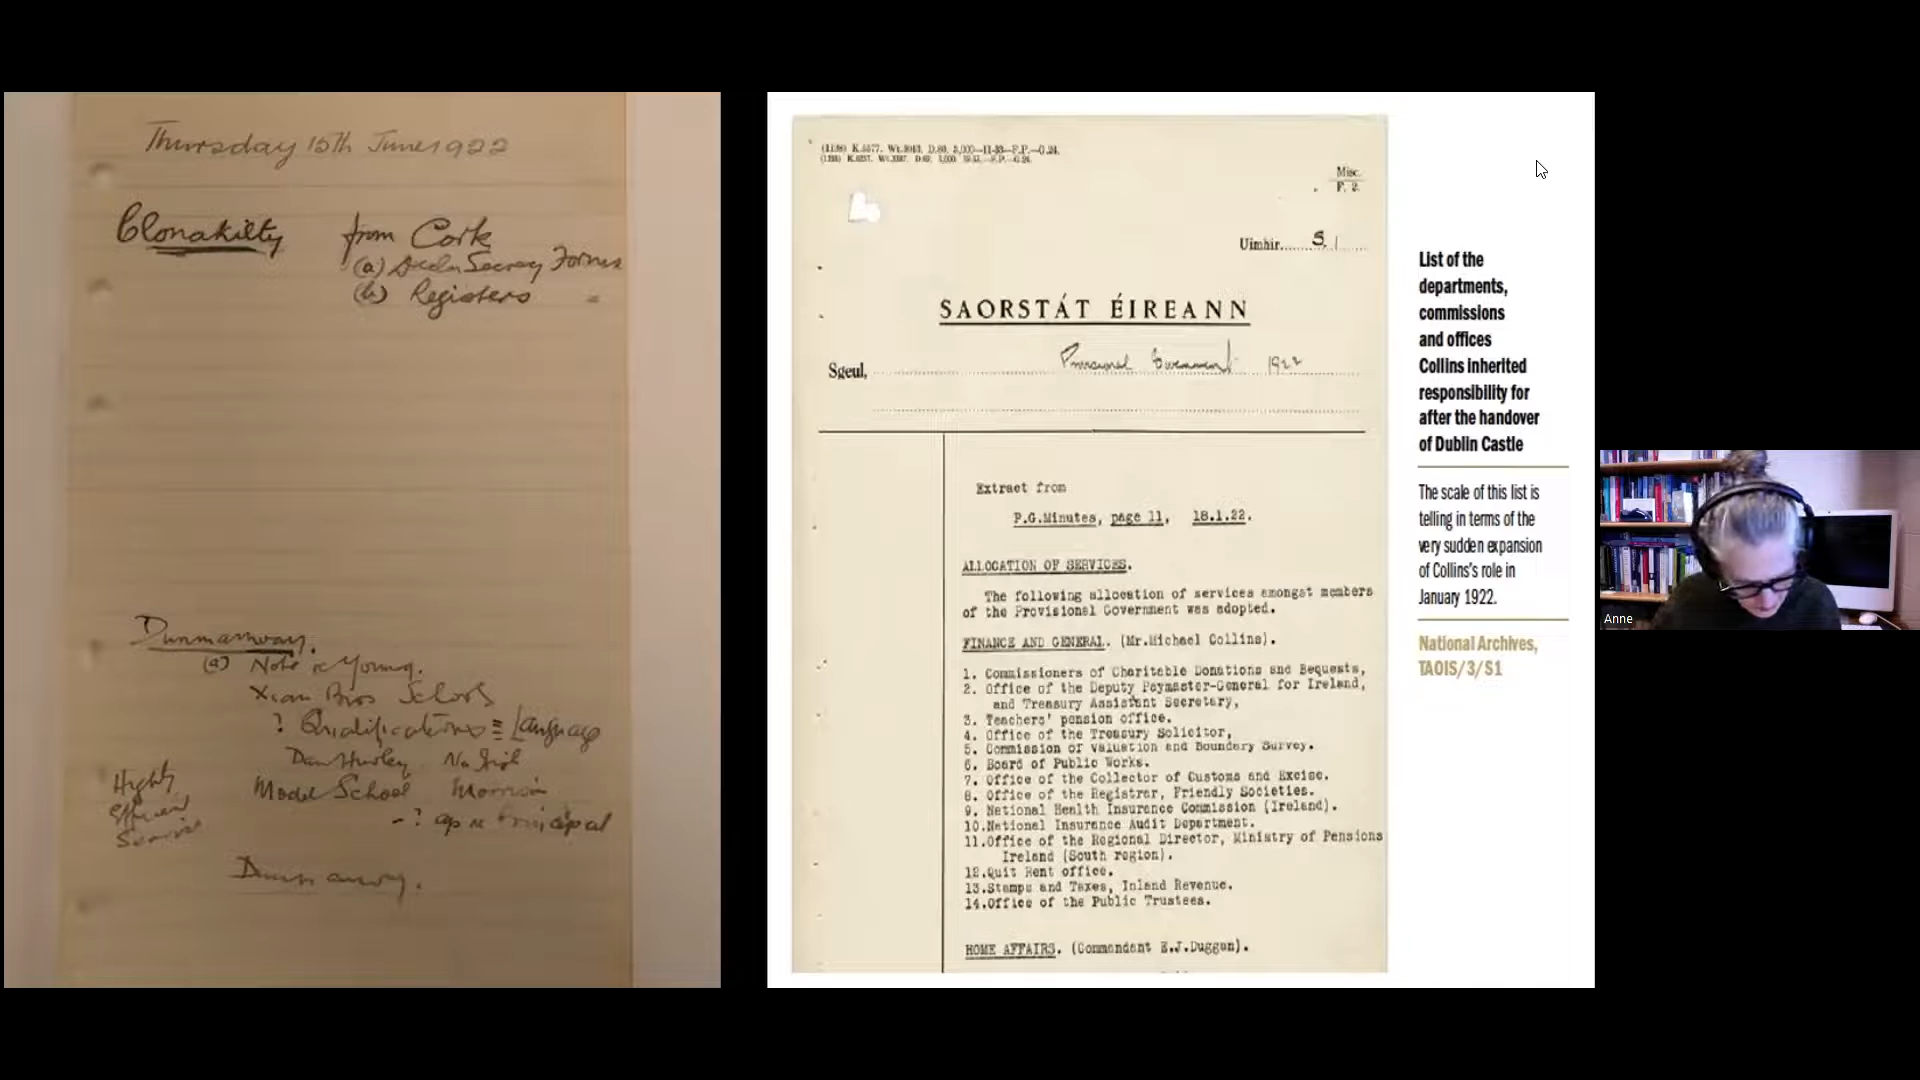 Thursday 15th June 1922
Clonakilty from Cork
(a) Secrecy Forms
(b) Registers
Dunmanway.
(a) Note re Young.
Xian Bros Schools
? Qualifications ≡ Language
Dan Hurley
Highly
Efficient
Service
Model School
- ? as Principal
Dunmanway.
Misc.
F. 2.
Uimhir...... S. 1
SAORSTÁT ÉIREANN
Sgeul, Provisional Government 1922
Extract from
P.G.Minutes, page 11, 18.1.22.
ALLOCATION OF SERVICES.
The following allocation of services amongst members
of the Provisional Government was adopted.
FINANCE AND GENERAL. (Mr.Michael Collins).
1. Commissioners of Charitable Donations and Bequests,
2. Office of the Deputy Paymaster-General for Ireland,
and Treasury Assistant Secretary,
3. Teachers' pension office.
4. Office of the Treasury Solicitor,
5. Commission of Valuation and Boundary Survey.
6. Board of Public Works.
7. Office of the Collector of Customs and Excise.
8. Office of the Registrar, Friendly Societies.
9. National Health Insurance Commission (Ireland).
10.National Insurance Audit Department.
11.Office of the Regional Director, Ministry of Pensions
Ireland (South region).
12.Quit Rent office.
13.Stamps and Taxes, Inland Revenue.
14.Office of the Public Trustees.
HOME AFFAIRS. (Commandant E.J.Duggan).
List of the
departments,
commissions
and offices
Collins inherited
responsibility for
after the handover
of Dublin Castle
The scale of this list is
telling in terms of the
very sudden expansion
of Collins's role in
January 1922.
National Archives,
TAOIS/3/S1
Anne